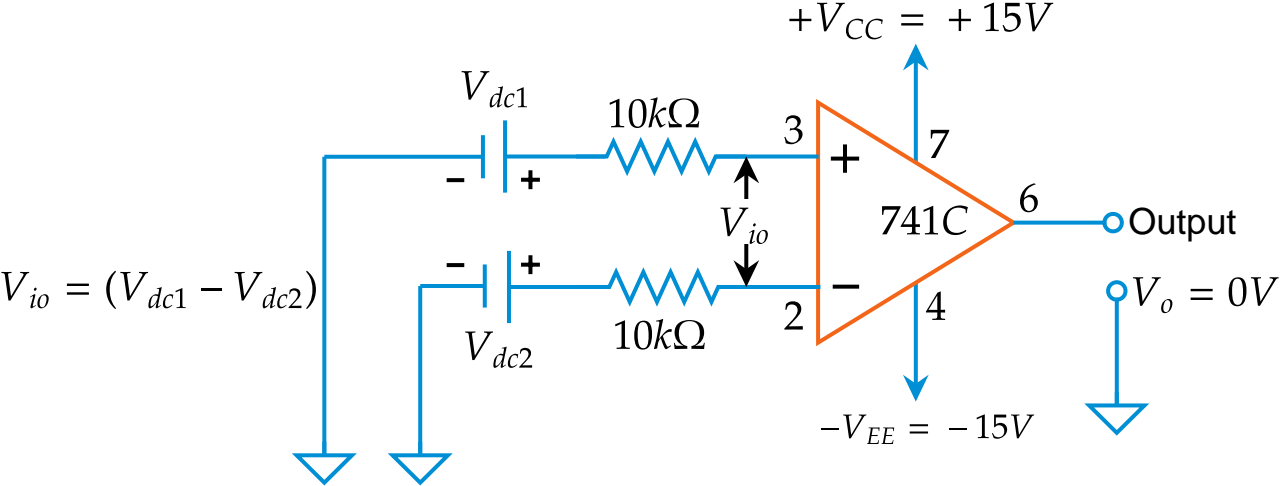 +V_CC = +15V
V_dc1
10kΩ
3
7
+
− +
V_io
741C
6
Output
− +
V_io = (V_dc1 − V_dc2)
V_o = 0V
−
2
4
V_dc2
10kΩ
−V_EE = −15V